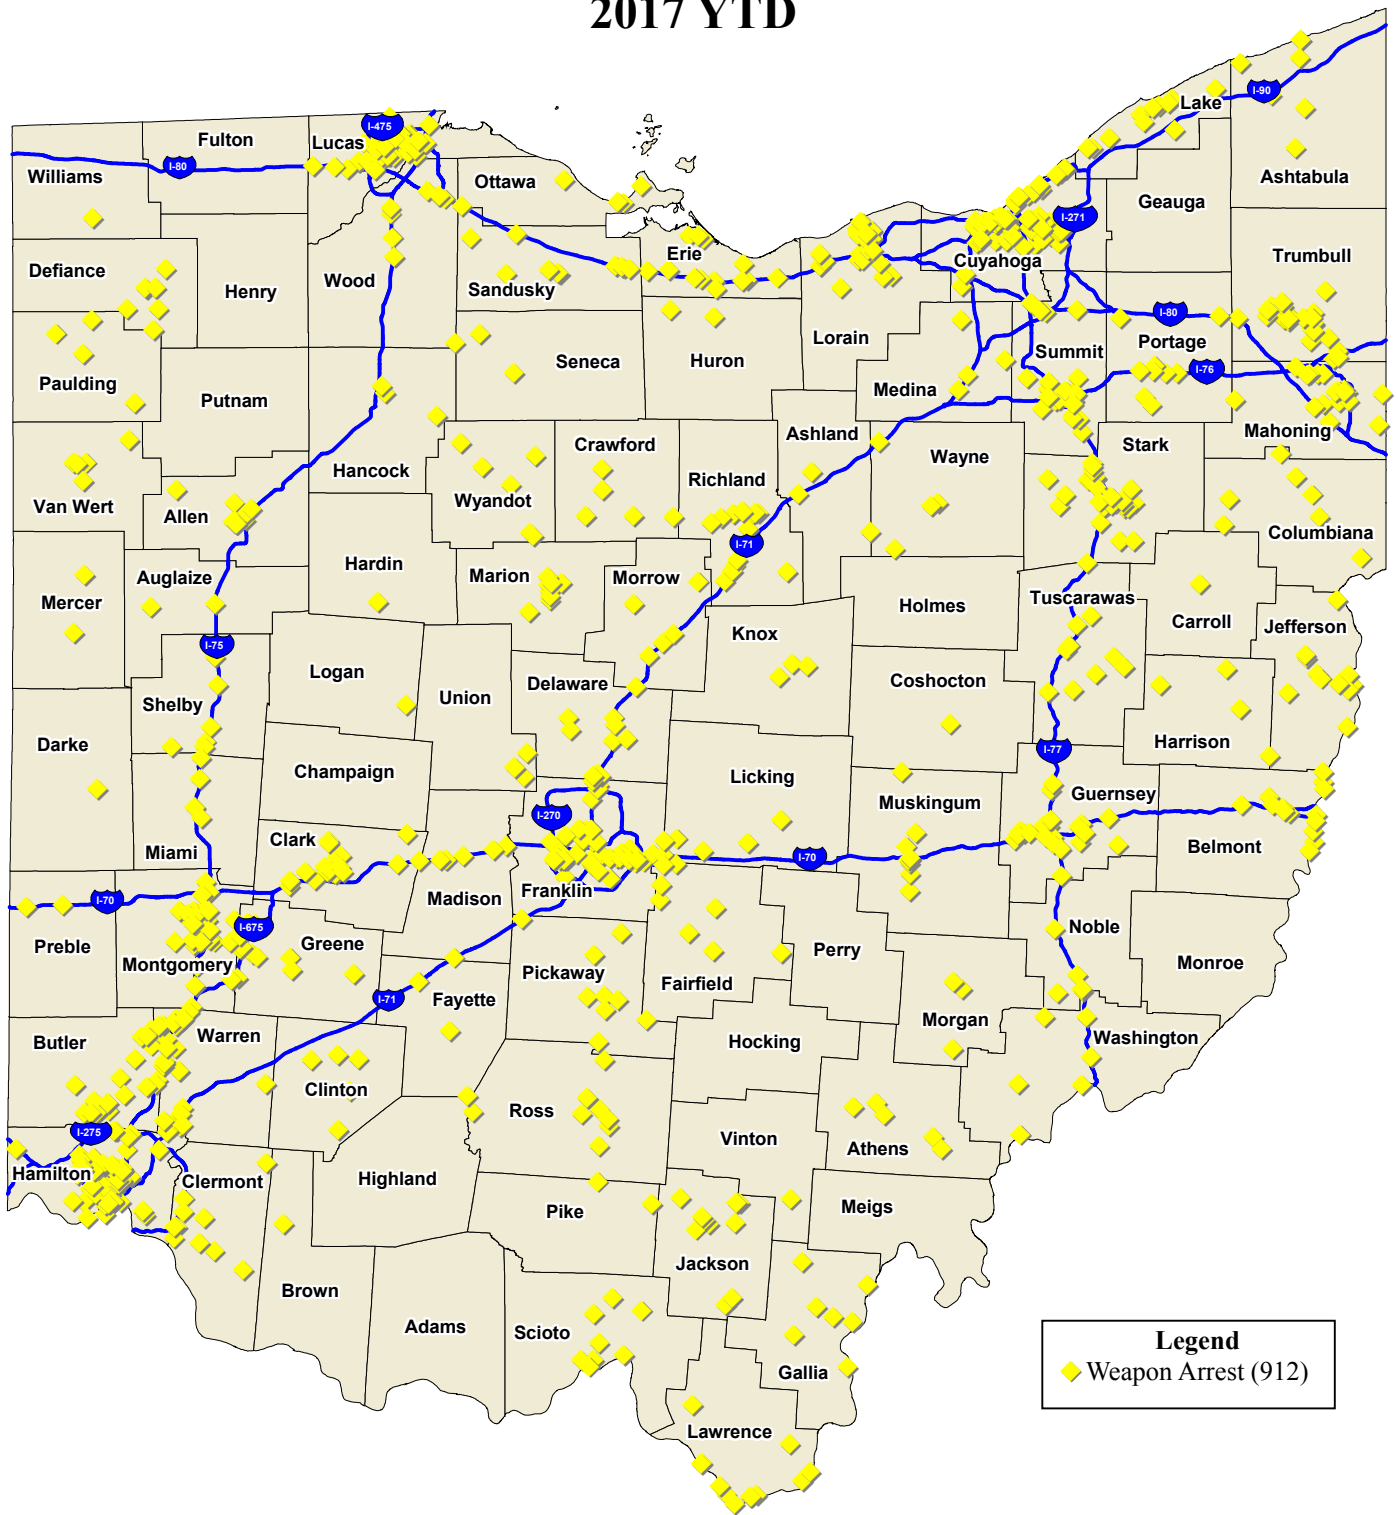 2017 YTD
I-90
Lake
I-475
Fulton
Lucas
I-80
Williams
Ottawa
Ashtabula
Geauga
I-271
Erie
Cuyahoga
Trumbull
Defiance
Wood
Henry
Sandusky
I-80
Lorain
Portage
Summit
Seneca
Huron
I-76
Paulding
Medina
Putnam
Ashland
Mahoning
Crawford
Stark
Wayne
Hancock
Richland
Wyandot
Van Wert
Allen
Columbiana
I-71
Hardin
Marion
Morrow
Auglaize
Mercer
Holmes
Tuscarawas
Carroll
Jefferson
Knox
I-75
Logan
Coshocton
Delaware
Union
Shelby
Darke
Harrison
I-77
Champaign
Licking
Guernsey
Muskingum
I-270
Clark
Belmont
Miami
I-70
Franklin
Madison
I-70
I-675
Noble
Preble
Greene
Perry
Montgomery
Monroe
Pickaway
Fairfield
I-71
Fayette
Morgan
Warren
Washington
Butler
Hocking
Clinton
Ross
I-275
Vinton
Athens
Hamilton
Clermont
Highland
Meigs
Pike
Jackson
Brown
Adams
Scioto
Gallia
Lawrence
Legend
Weapon Arrest (912)